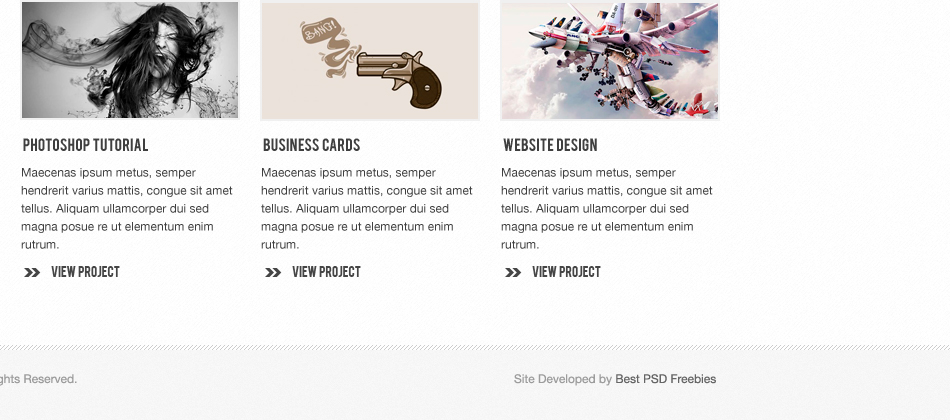 BANG!
PHOTOSHOP TUTORIAL
Maecenas ipsum metus, semper
hendrerit varius mattis, congue sit amet
tellus. Aliquam ullamcorper dui sed
magna posue re ut elementum enim
rutrum.
VIEW PROJECT
BUSINESS CARDS
Maecenas ipsum metus, semper
hendrerit varius mattis, congue sit amet
tellus. Aliquam ullamcorper dui sed
magna posue re ut elementum enim
rutrum.
VIEW PROJECT
WEBSITE DESIGN
Maecenas ipsum metus, semper
hendrerit varius mattis, congue sit amet
tellus. Aliquam ullamcorper dui sed
magna posue re ut elementum enim
rutrum.
VIEW PROJECT
ghts Reserved.
Site Developed by Best PSD Freebies